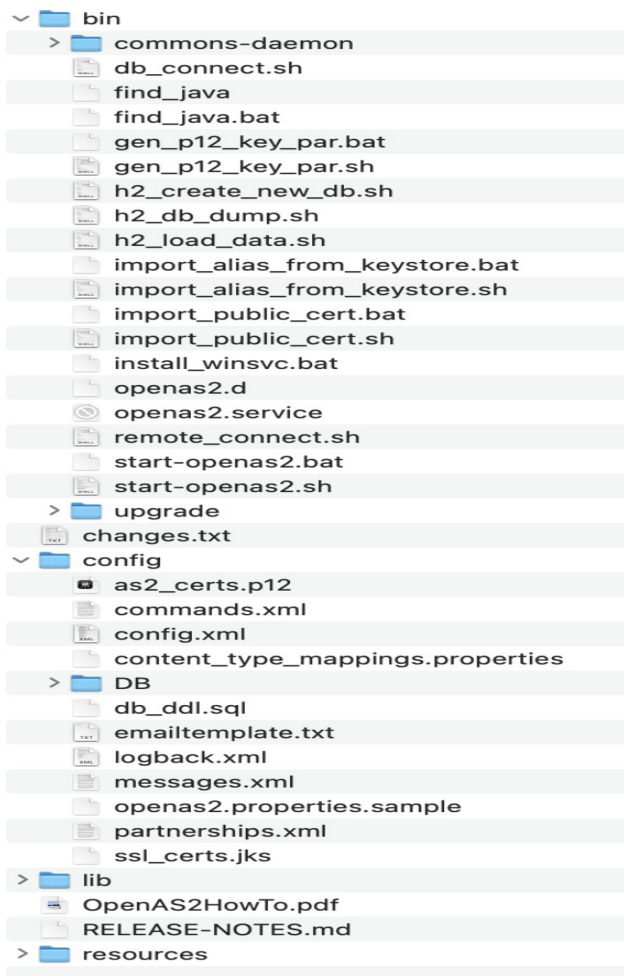 bin
commons-daemon
db_connect.sh
find_java
find_java.bat
gen_p12_key_par.bat
gen_p12_key_par.sh
h2_create_new_db.sh
h2_db_dump.sh
h2_load_data.sh
import_alias_from_keystore.bat
import_alias_from_keystore.sh
import_public_cert.bat
import_public_cert.sh
install_winsvc.bat
openas2.d
openas2.service
remote_connect.sh
start-openas2.bat
start-openas2.sh
upgrade
changes.txt
config
as2_certs.p12
commands.xml
config.xml
content_type_mappings.properties
DB
db_ddl.sql
emailtemplate.txt
logback.xml
messages.xml
openas2.properties.sample
partnerships.xml
ssl_certs.jks
lib
OpenAS2HowTo.pdf
RELEASE-NOTES.md
resources